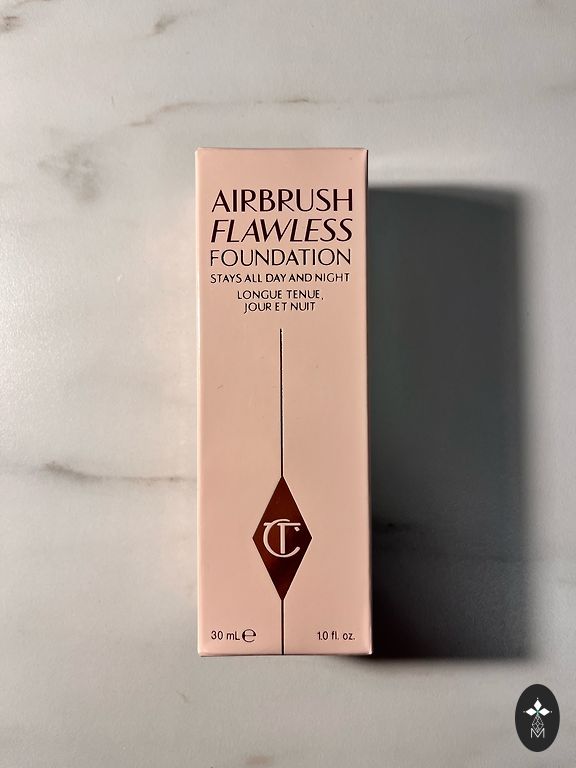 AIRBRUSH
FLAWLESS
FOUNDATION
STAYS ALL DAY AND NIGHT
LONGUE TENUE,
JOUR ET NUIT
CT
30 mL℮ 1.0 fl. oz.
M